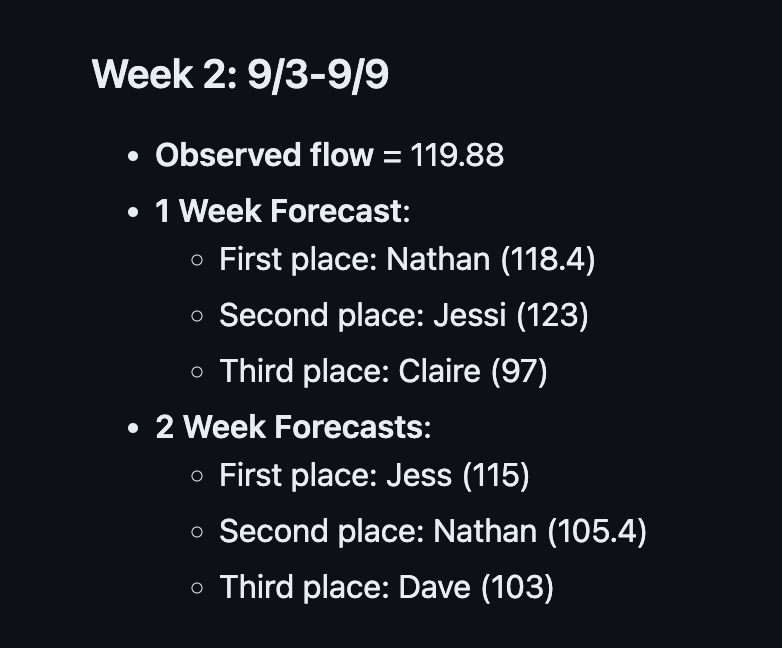 Week 2: 9/3-9/9
• Observed flow = 119.88
• 1 Week Forecast:
◦ First place: Nathan (118.4)
◦ Second place: Jessi (123)
◦ Third place: Claire (97)
• 2 Week Forecasts:
◦ First place: Jess (115)
◦ Second place: Nathan (105.4)
◦ Third place: Dave (103)